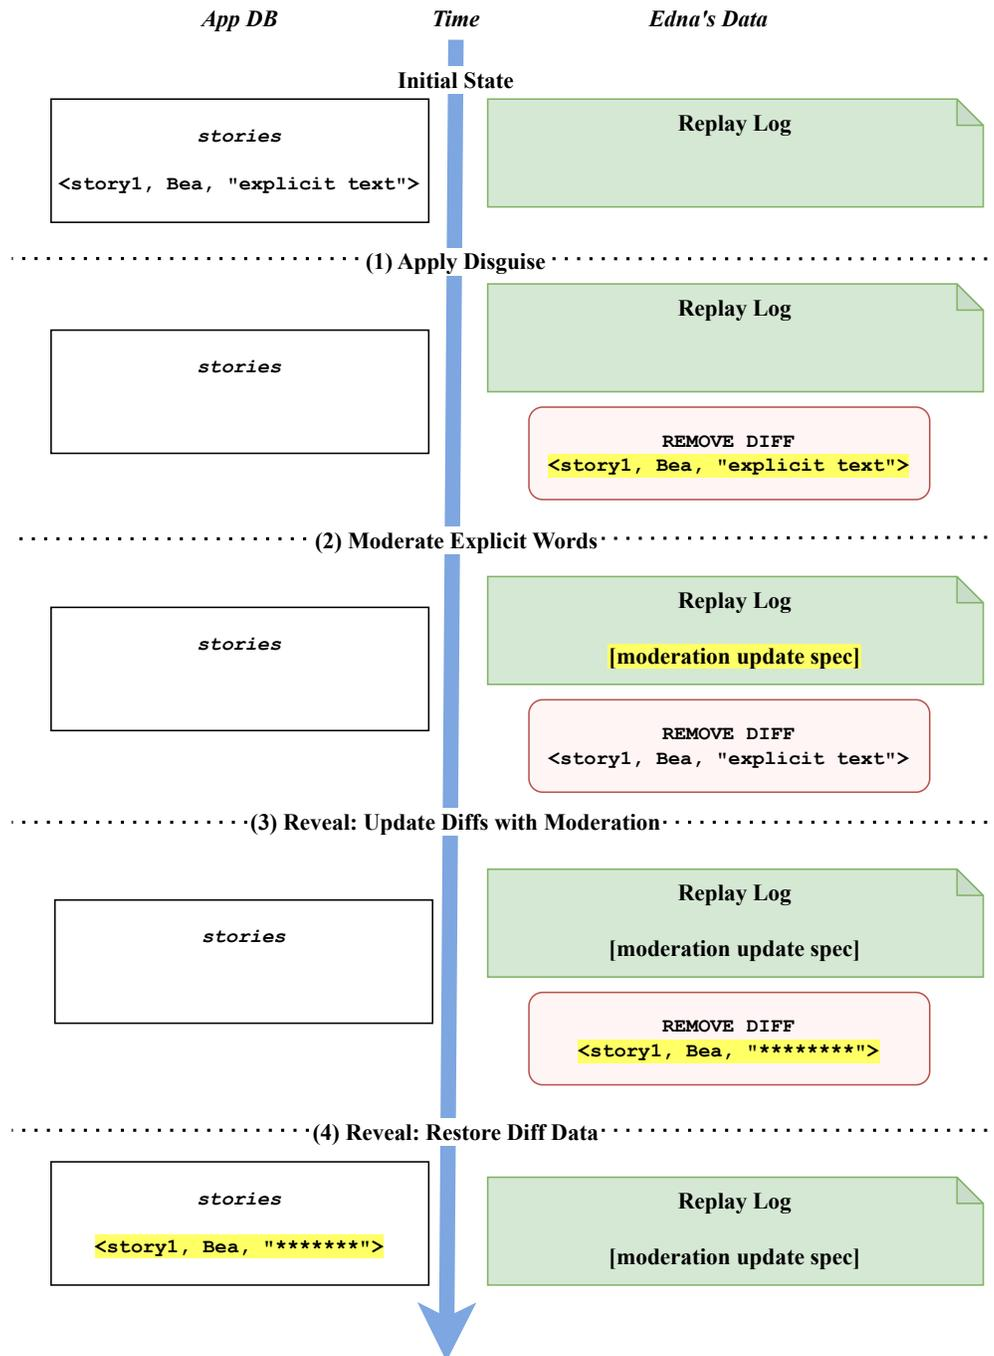 App DB
Time
Edna's Data
Initial State
stories
<story1, Bea, "explicit text">
Replay Log
(1) Apply Disguise
stories
Replay Log
REMOVE DIFF
<story1, Bea, "explicit text">
(2) Moderate Explicit Words
stories
Replay Log
[moderation update spec]
REMOVE DIFF
<story1, Bea, "explicit text">
(3) Reveal: Update Diffs with Moderation
stories
Replay Log
[moderation update spec]
REMOVE DIFF
<story1, Bea, "********">
(4) Reveal: Restore Diff Data
stories
<story1, Bea, "*******">
Replay Log
[moderation update spec]